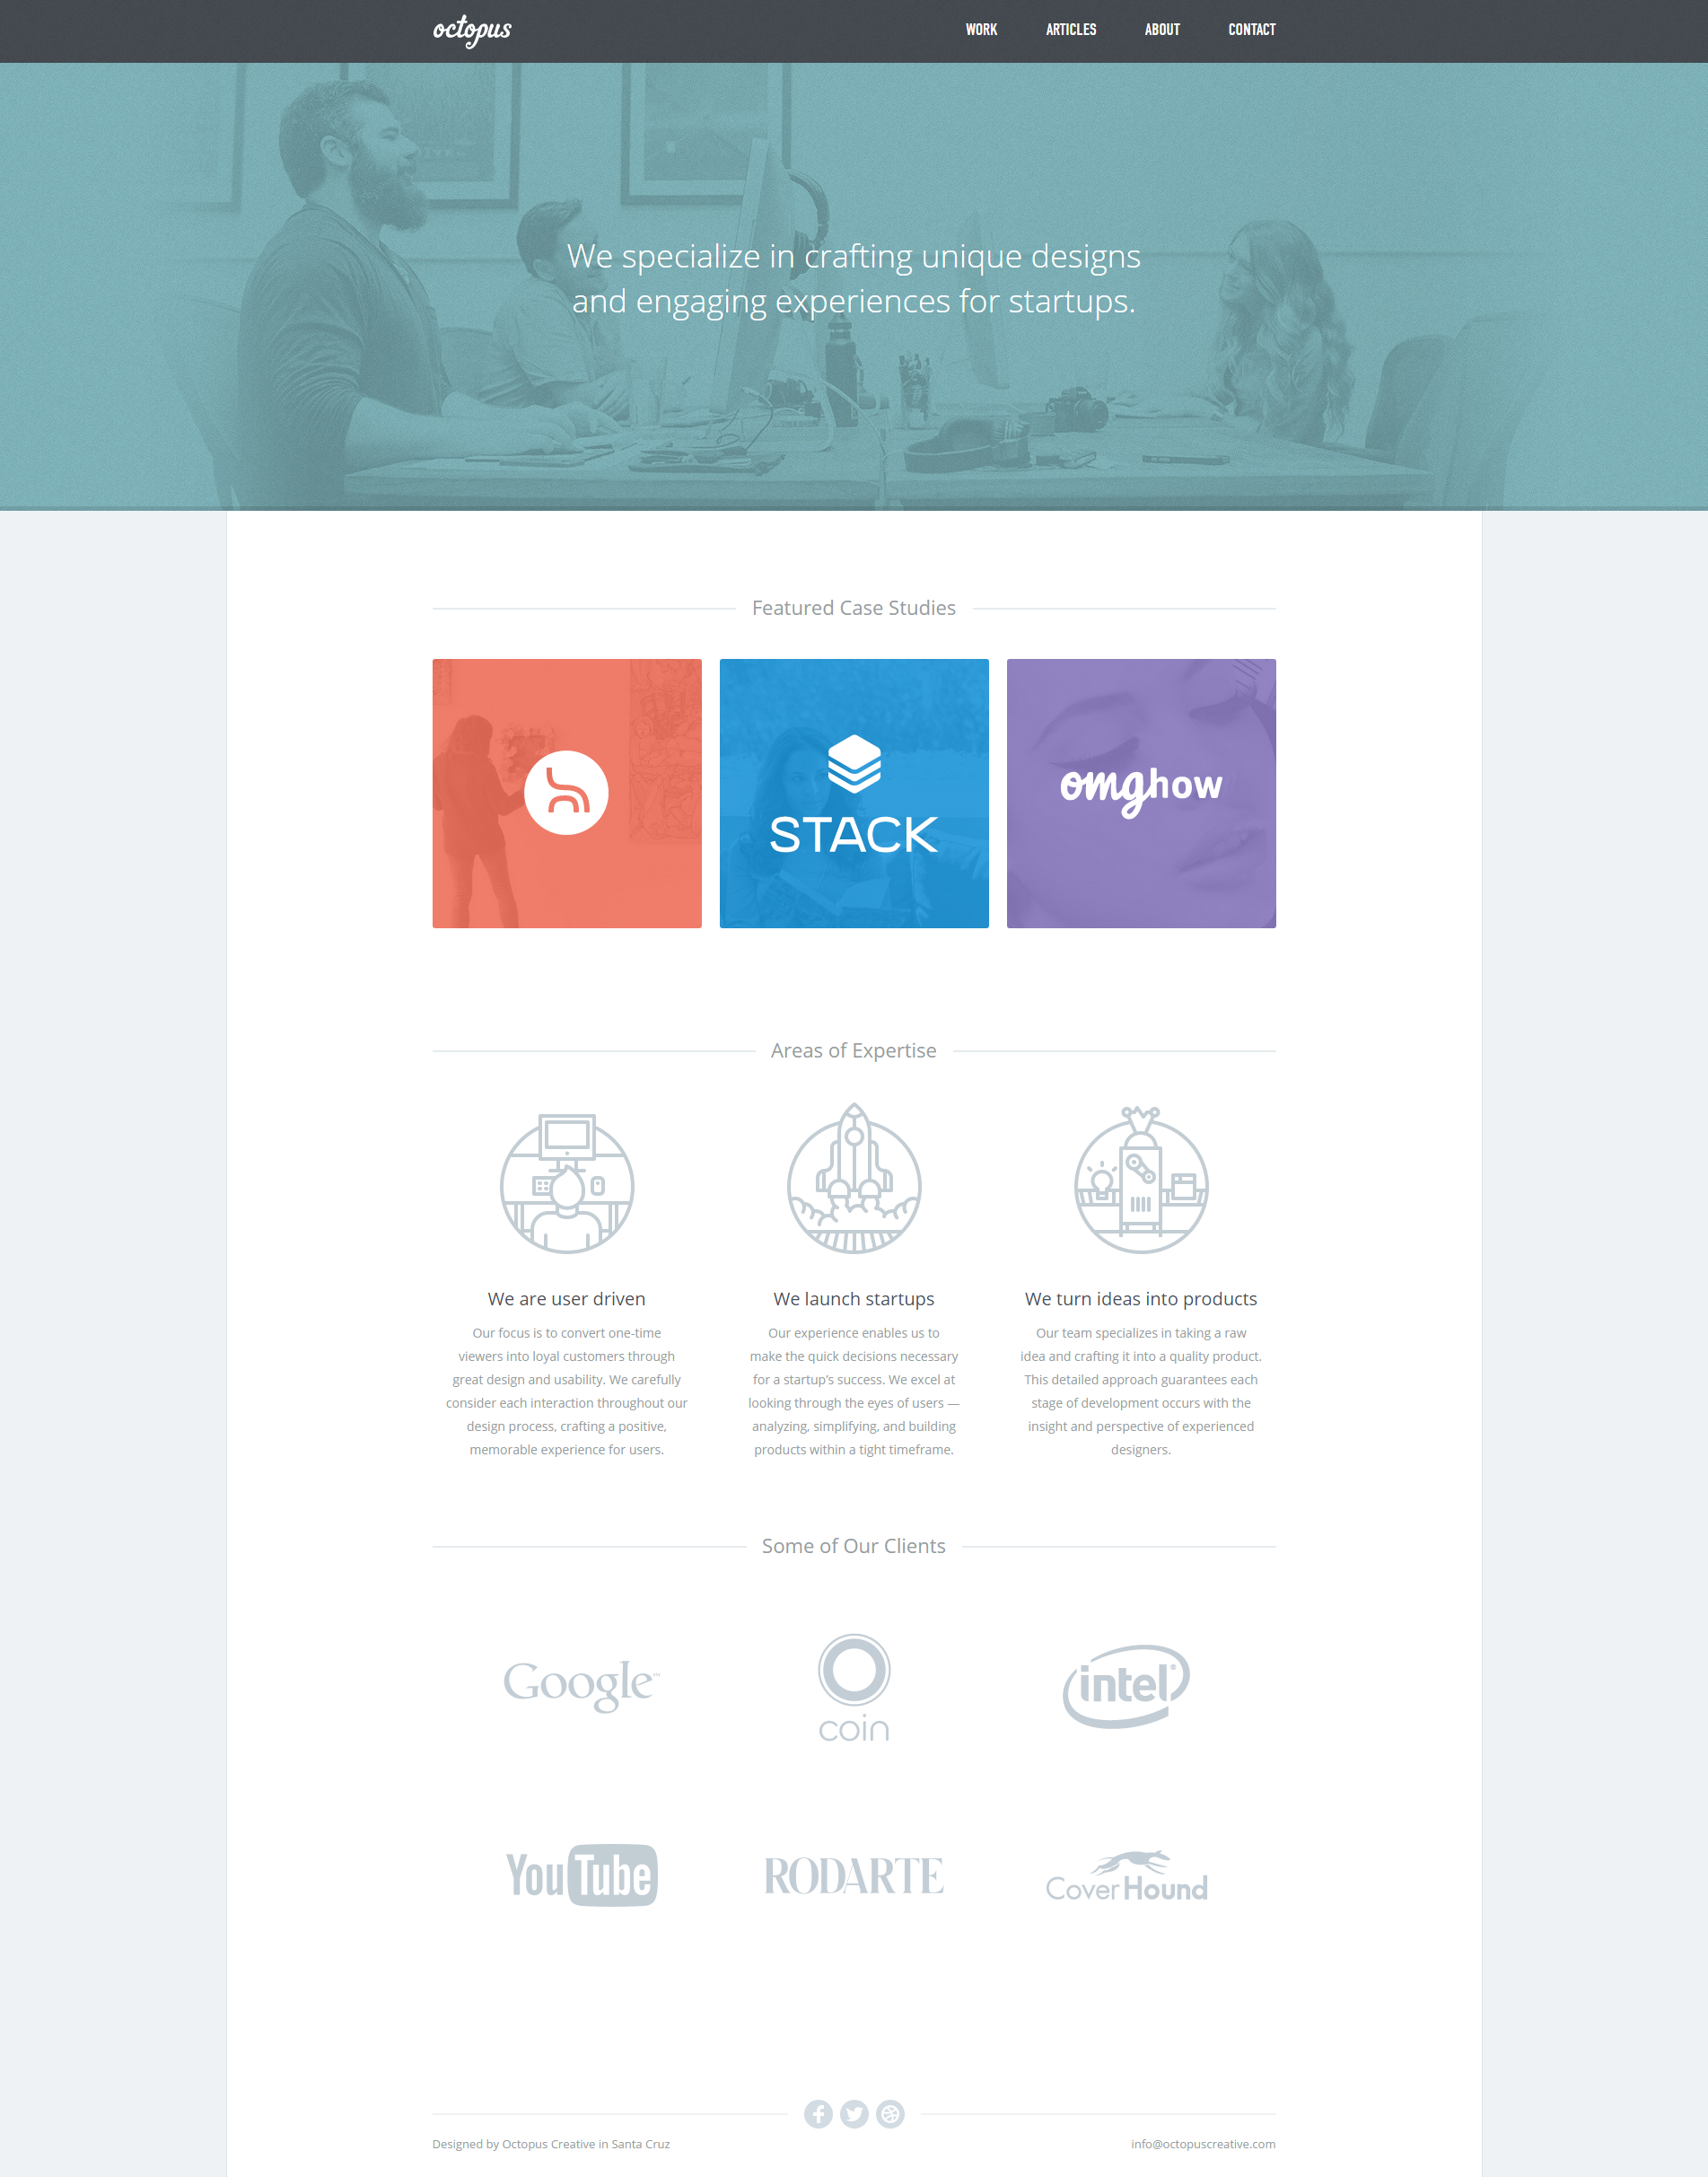 octopus
WORK ARTICLES ABOUT CONTACT
We specialize in crafting unique designs
and engaging experiences for startups.
Featured Case Studies
STACK
omghow
Areas of Expertise
We are user driven
Our focus is to convert one-time
viewers into loyal customers through
great design and usability. We carefully
consider each interaction throughout our
design process, crafting a positive,
memorable experience for users.
We launch startups
Our experience enables us to
make the quick decisions necessary
for a startup’s success. We excel at
looking through the eyes of users —
analyzing, simplifying, and building
products within a tight timeframe.
We turn ideas into products
Our team specializes in taking a raw
idea and crafting it into a quality product.
This detailed approach guarantees each
stage of development occurs with the
insight and perspective of experienced
designers.
Some of Our Clients
Google™
coin
intel®
YouTube
RODARTE
CoverHound
Designed by Octopus Creative in Santa Cruz
info@octopuscreative.com